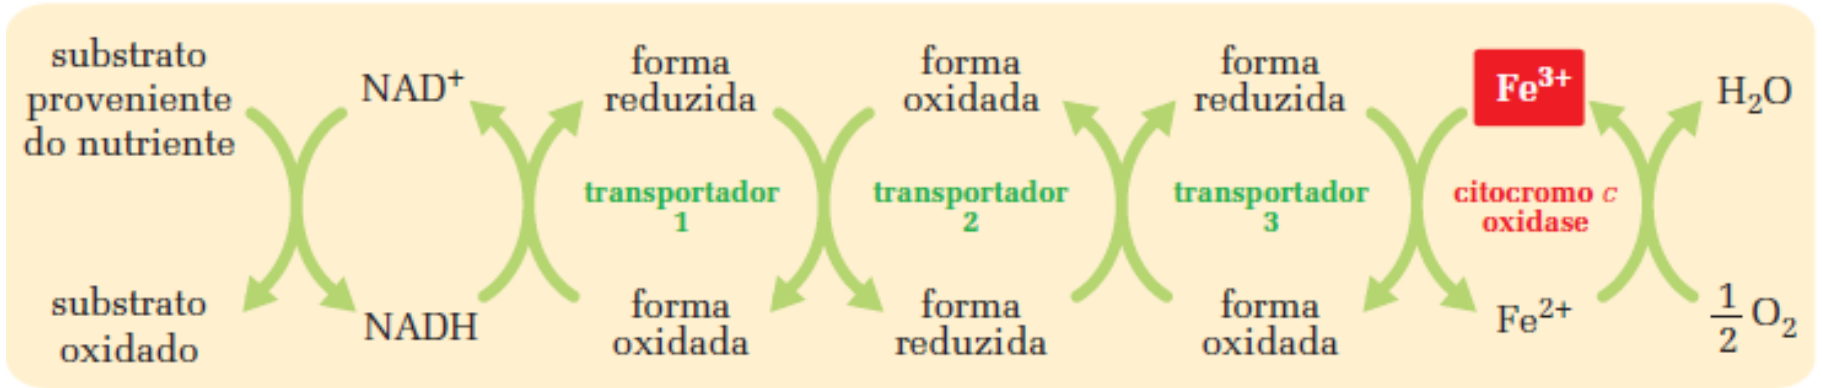 substrato
proveniente
do nutriente
NAD⁺
forma
reduzida
forma
oxidada
forma
reduzida
Fe³⁺
H₂O
transportador
1
transportador
2
transportador
3
citocromo c
oxidase
substrato
oxidado
NADH
forma
oxidada
forma
reduzida
forma
oxidada
Fe²⁺
1/2 O₂